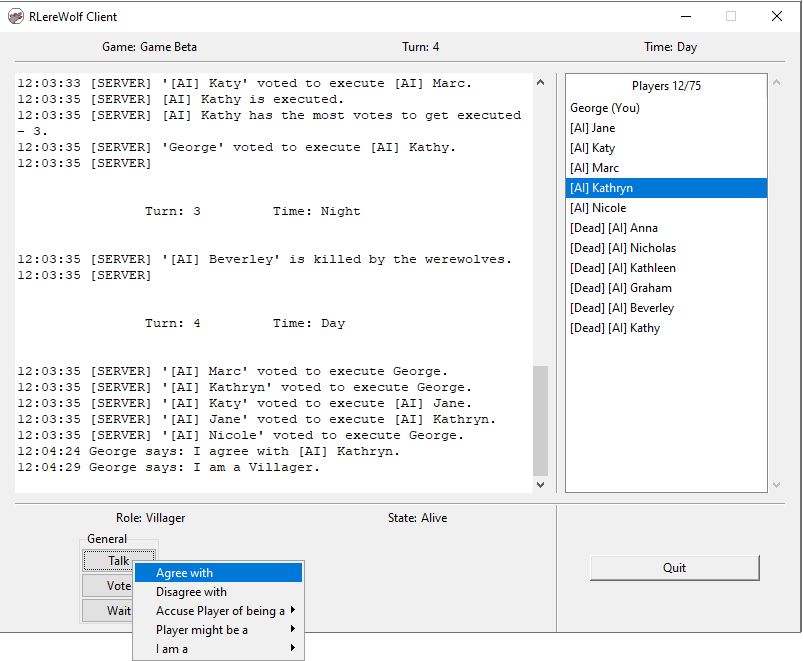 RLereWolf Client
Game: Game Beta Turn: 4 Time: Day
12:03:33 [SERVER] '[AI] Katy' voted to execute [AI] Marc.
12:03:35 [SERVER] [AI] Kathy is executed.
12:03:35 [SERVER] [AI] Kathy has the most votes to get executed
- 3.
12:03:35 [SERVER] 'George' voted to execute [AI] Kathy.
12:03:35 [SERVER]
Turn: 3 Time: Night
12:03:35 [SERVER] '[AI] Beverley' is killed by the werewolves.
12:03:35 [SERVER]
Turn: 4 Time: Day
12:03:35 [SERVER] '[AI] Marc' voted to execute George.
12:03:35 [SERVER] '[AI] Kathryn' voted to execute George.
12:03:35 [SERVER] '[AI] Katy' voted to execute [AI] Jane.
12:03:35 [SERVER] '[AI] Jane' voted to execute [AI] Kathryn.
12:03:35 [SERVER] '[AI] Nicole' voted to execute George.
12:04:24 George says: I agree with [AI] Kathryn.
12:04:29 George says: I am a Villager.
Players 12/75
George (You)
[AI] Jane
[AI] Katy
[AI] Marc
[AI] Kathryn
[AI] Nicole
[Dead] [AI] Anna
[Dead] [AI] Nicholas
[Dead] [AI] Kathleen
[Dead] [AI] Graham
[Dead] [AI] Beverley
[Dead] [AI] Kathy
Role: Villager State: Alive
General
Talk
Vote
Wait
Agree with
Disagree with
Accuse Player of being a
Player might be a
I am a
Quit